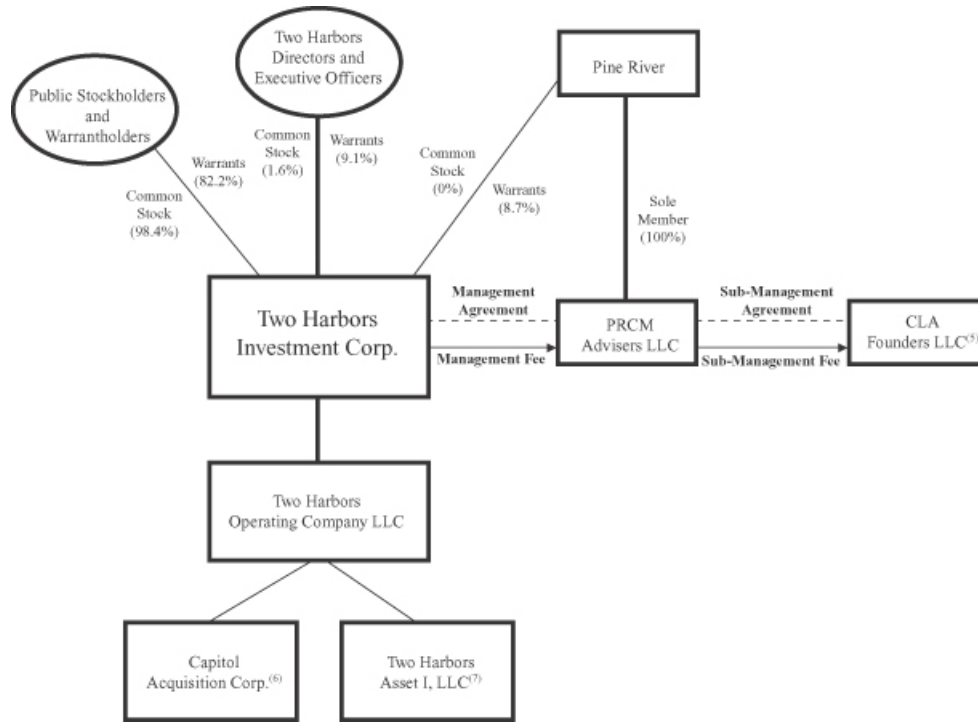 Two Harbors
Directors and
Executive Officers
Pine River
Public Stockholders
and
Warrantholders
Warrants
(82.2%)
Common
Stock
(98.4%)
Common
Stock
(1.6%)
Warrants
(9.1%)
Common
Stock
(0%)
Warrants
(8.7%)
Sole
Member
(100%)
Two Harbors
Investment Corp.
Management
Agreement
Management Fee
PRCM
Advisers LLC
Sub-Management
Agreement
Sub-Management Fee
CLA
Founders LLC(5)
Two Harbors
Operating Company LLC
Capitol
Acquisition Corp.(6)
Two Harbors
Asset I, LLC(7)